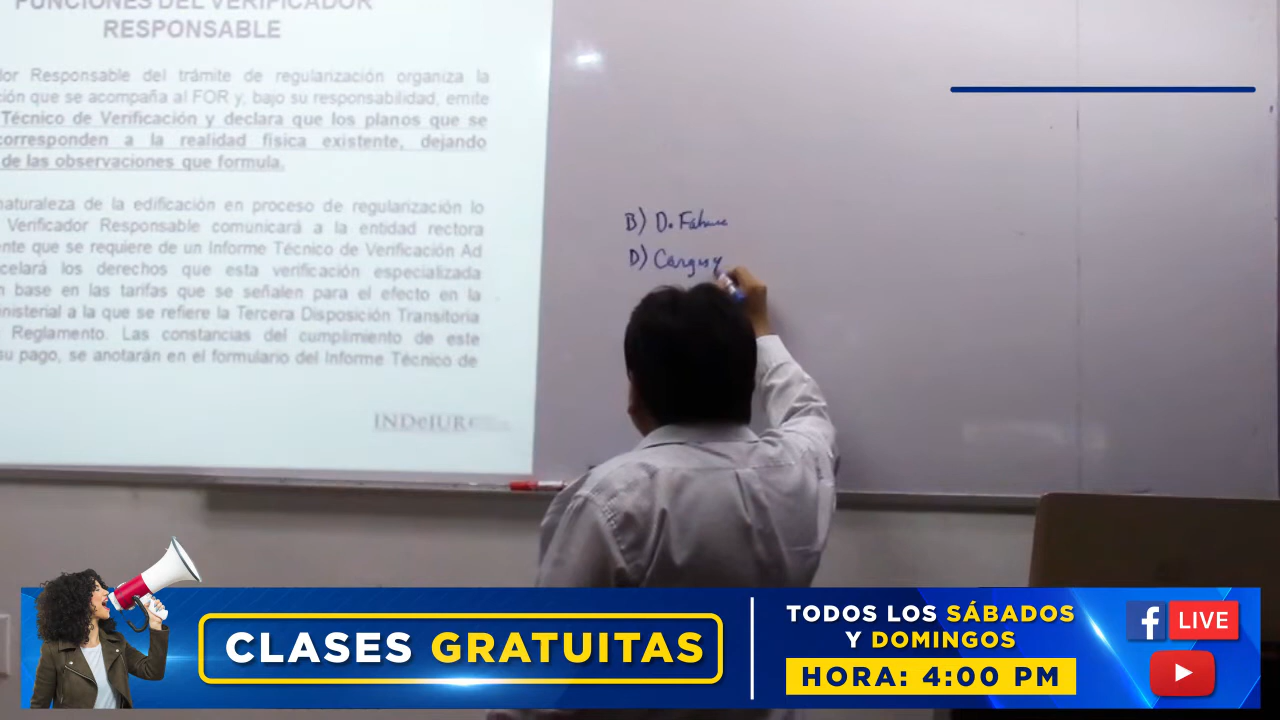 FUNCIONES DEL VERIFICADOR
RESPONSABLE
dor Responsable del trámite de regularización organiza la
ción que se acompaña al FOR y, bajo su responsabilidad, emite
Técnico de Verificación y declara que los planos que se
corresponden a la realidad física existente, dejando
de las observaciones que formula.
naturaleza de la edificación en proceso de regularización lo
Verificador Responsable comunicará a la entidad rectora
ente que se requiere de un Informe Técnico de Verificación Ad
celará los derechos que esta verificación especializada
n base en las tarifas que se señalen para el efecto en la
nisterial a la que se refiere la Tercera Disposición Transitoria
Reglamento. Las constancias del cumplimiento de este
su pago, se anotarán en el formulario del Informe Técnico de
INDeIUR
B) D.
D)
CLASES GRATUITAS
TODOS LOS SÁBADOS
Y DOMINGOS
HORA: 4:00 PM
f LIVE